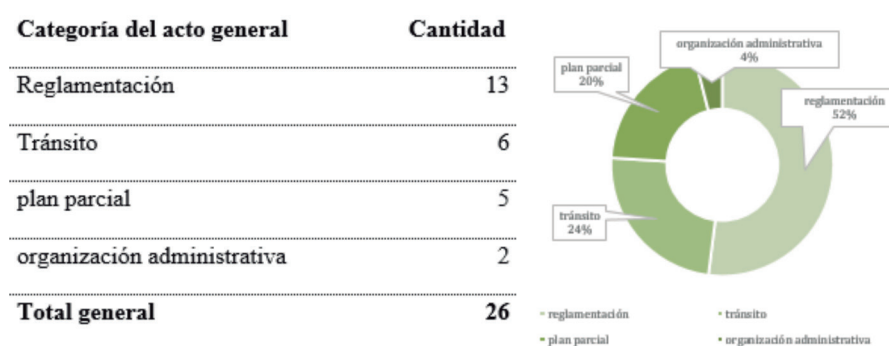 Categoría del acto general Cantidad
Reglamentación 13
Tránsito 6
plan parcial 5
organización administrativa 2
Total general 26
organización administrativa
4%
plan parcial
20%
reglamentación
52%
tránsito
24%
reglamentación tránsito
plan parcial organización administrativa